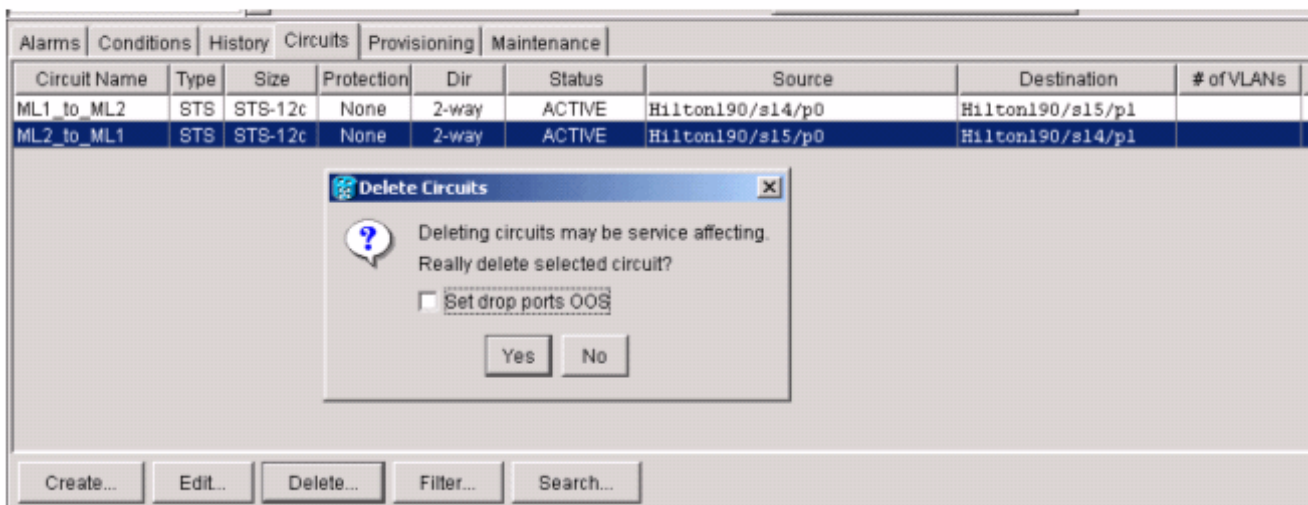 Alarms Conditions History Circuits Provisioning Maintenance
Circuit Name Type Size Protection Dir Status Source Destination # of VLANs
ML1_to_ML2 STS STS-12c None 2-way ACTIVE Hilton190/s14/p0 Hilton190/s15/p1
ML2_to_ML1 STS STS-12c None 2-way ACTIVE Hilton190/s15/p0 Hilton190/s14/p1
Delete Circuits
Deleting circuits may be service affecting.
Really delete selected circuit?
Set drop ports OOS
Yes No
Create... Edit... Delete... Filter... Search...